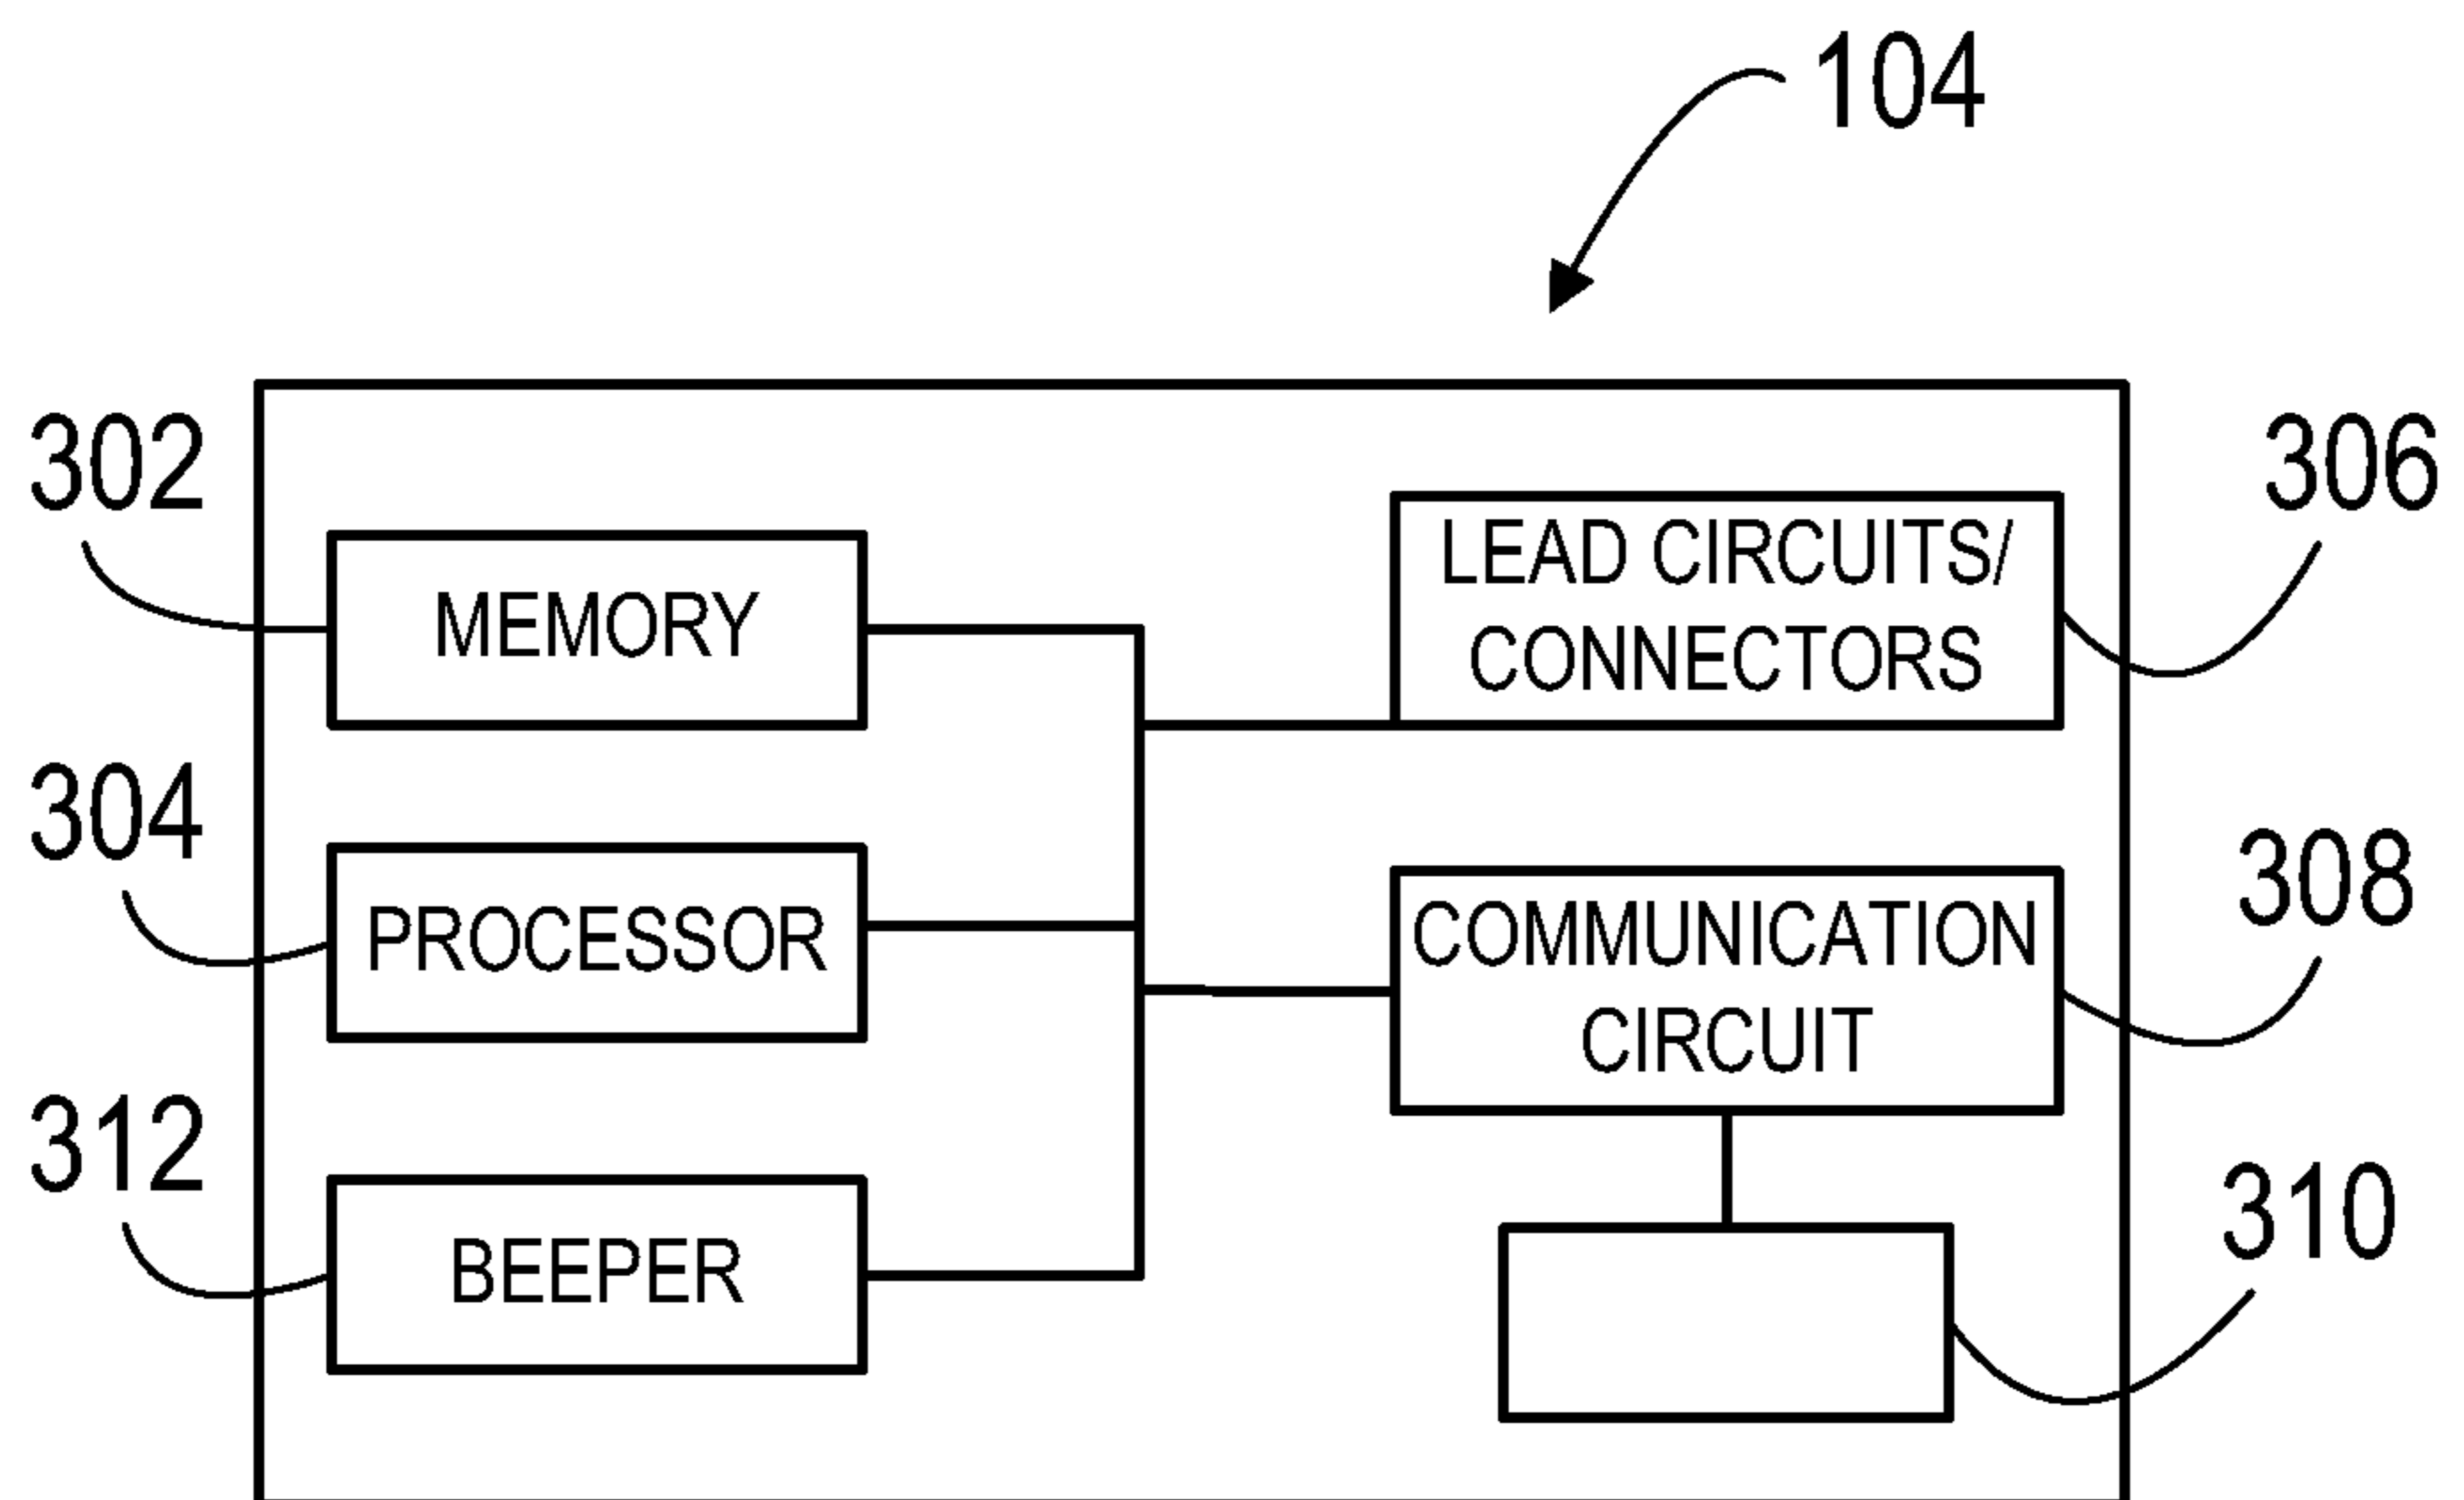 104
302
306
MEMORY
LEAD CIRCUITS/
CONNECTORS
304
308
PROCESSOR
COMMUNICATION
CIRCUIT
312
310
BEEPER